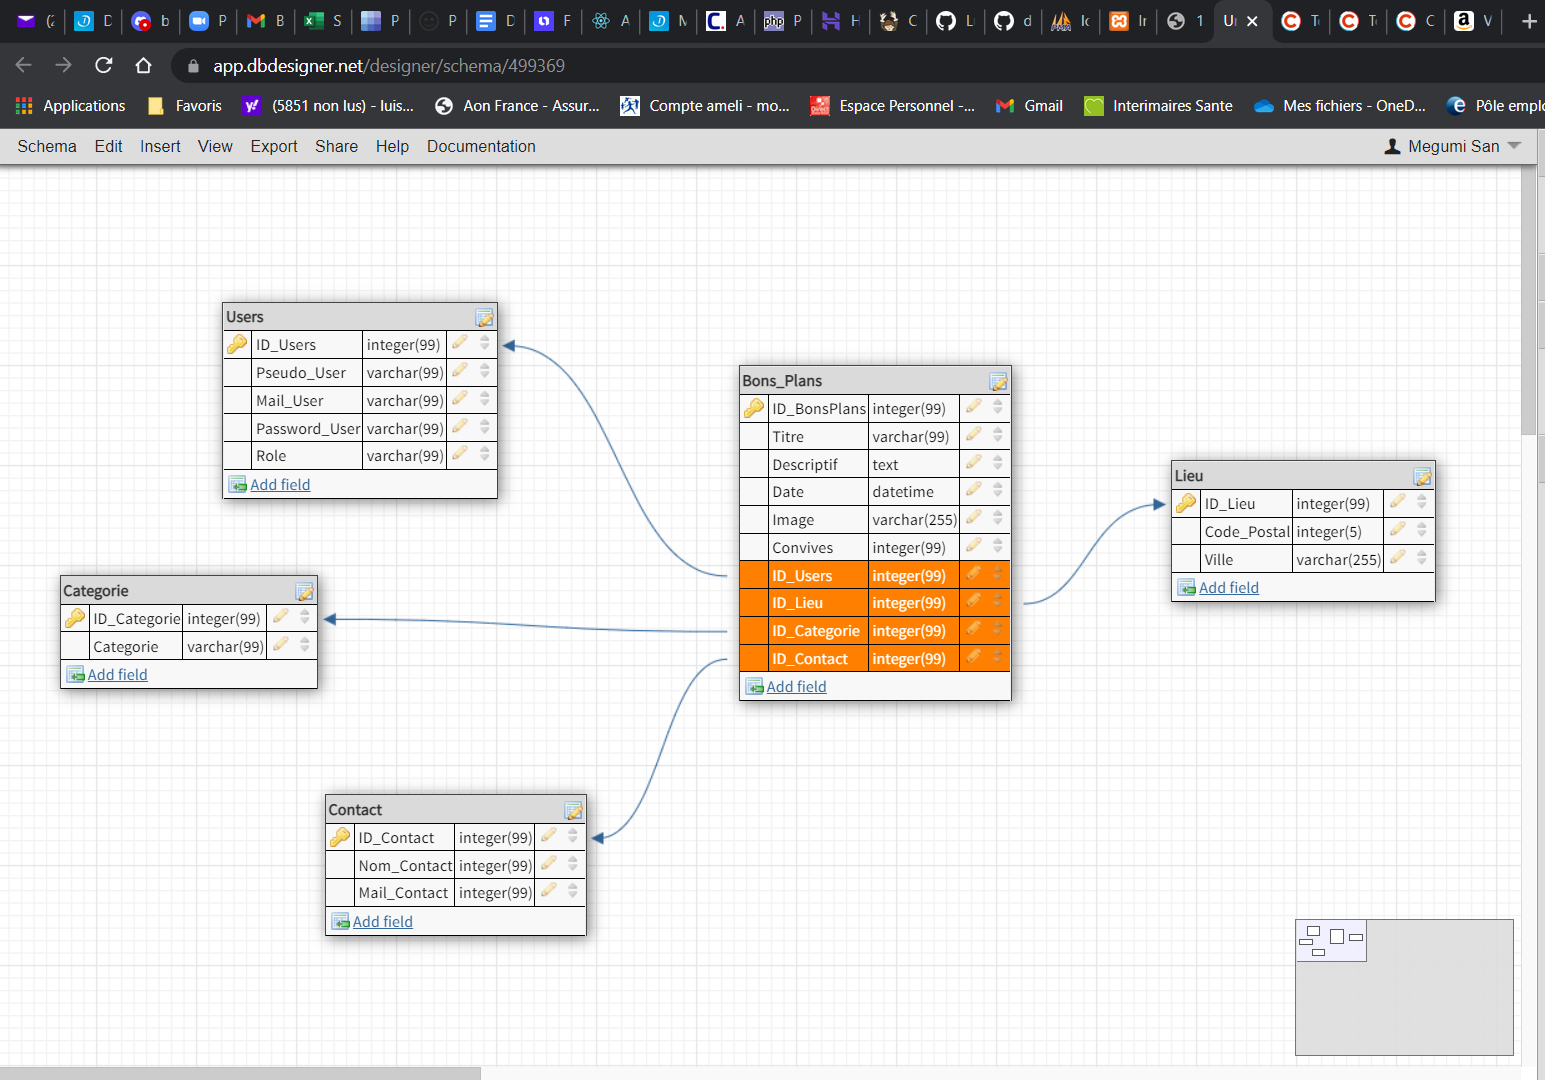 (2
D
b
P
B
S
P
P
D
F
A
M
A
P
H
C
L
d
Ic
Ir
1
Ur
To
To
C
V
app.dbdesigner.net/designer/schema/499369
Applications
Favoris
(5851 non lus) - luis...
Aon France - Assur...
Compte ameli - mo...
Espace Personnel -...
Gmail
Interimaires Sante
Mes fichiers - OneD...
Pôle emplo
Schema Edit Insert View Export Share Help Documentation
Megumi San
Users
ID_Users integer(99)
Pseudo_User varchar(99)
Mail_User varchar(99)
Password_User varchar(99)
Role varchar(99)
Add field
Bons_Plans
ID_BonsPlans integer(99)
Titre varchar(99)
Descriptif text
Date datetime
Image varchar(255)
Convives integer(99)
ID_Users integer(99)
ID_Lieu integer(99)
ID_Categorie integer(99)
ID_Contact integer(99)
Add field
Lieu
ID_Lieu integer(99)
Code_Postal integer(5)
Ville varchar(255)
Add field
Categorie
ID_Categorie integer(99)
Categorie varchar(99)
Add field
Contact
ID_Contact integer(99)
Nom_Contact integer(99)
Mail_Contact integer(99)
Add field